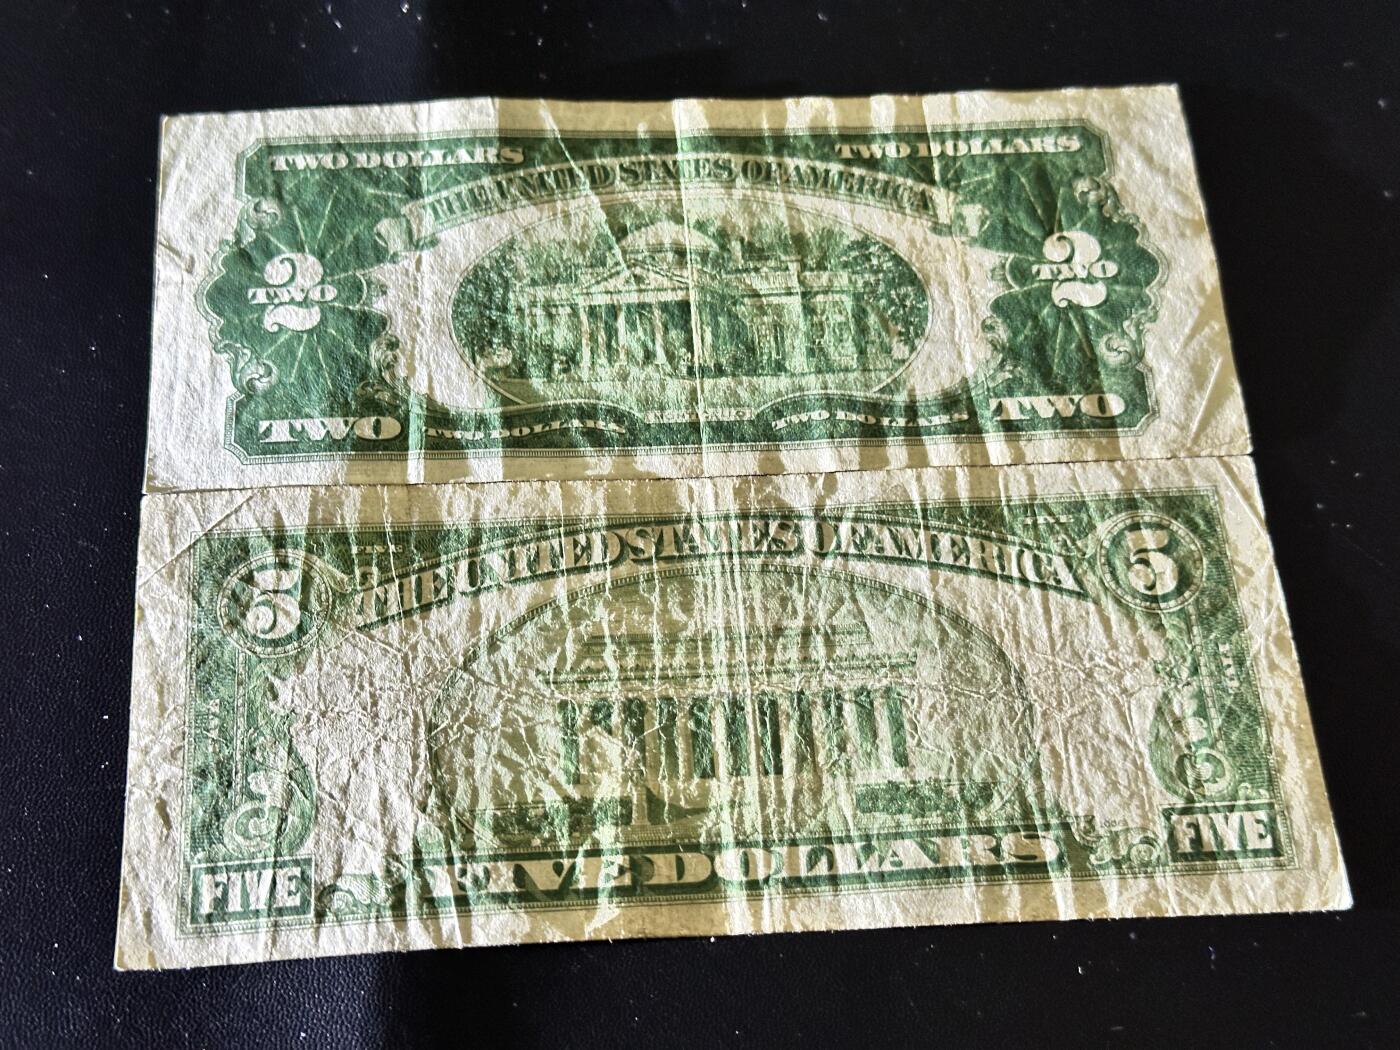 TWO DOLLARS TWO DOLLARS
THE UNITED STATES OF AMERICA
2 2
TWO TWO
TWO TWO DOLLARS MONTICELLO TWO DOLLARS TWO
THE UNITED STATES OF AMERICA
5 5
FIVE FIVE
FIVE DOLLARS